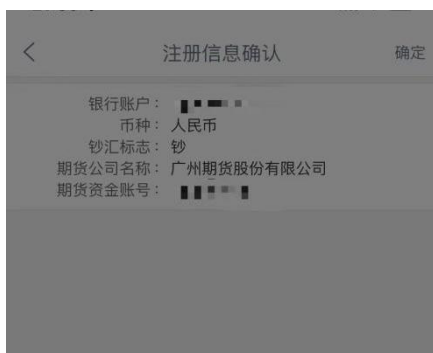 注册信息确认
确定
银行账户：
币种：人民币
钞汇标志：钞
期货公司名称：广州期货股份有限公司
期货资金账号：